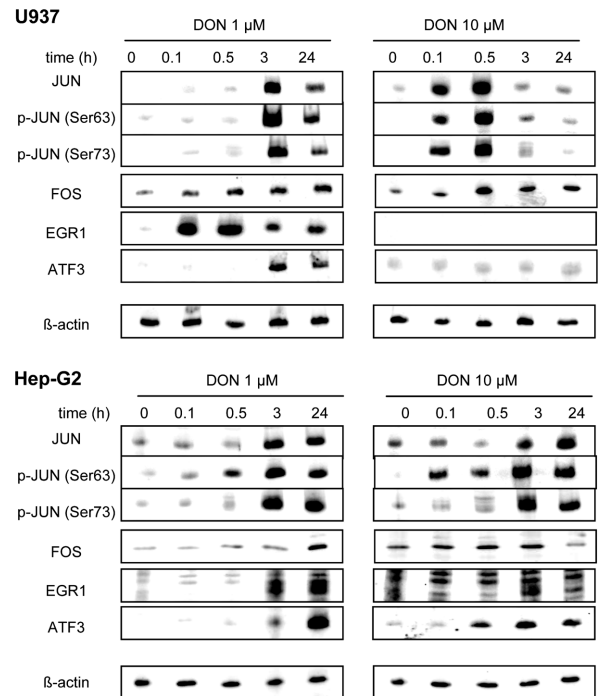 U937
DON 1 µM DON 10 µM
time (h) 0 0.1 0.5 3 24 0 0.1 0.5 3 24
JUN
p-JUN (Ser63)
p-JUN (Ser73)
FOS
EGR1
ATF3
ß-actin
Hep-G2
DON 1 µM DON 10 µM
time (h) 0 0.1 0.5 3 24 0 0.1 0.5 3 24
JUN
p-JUN (Ser63)
p-JUN (Ser73)
FOS
EGR1
ATF3
ß-actin